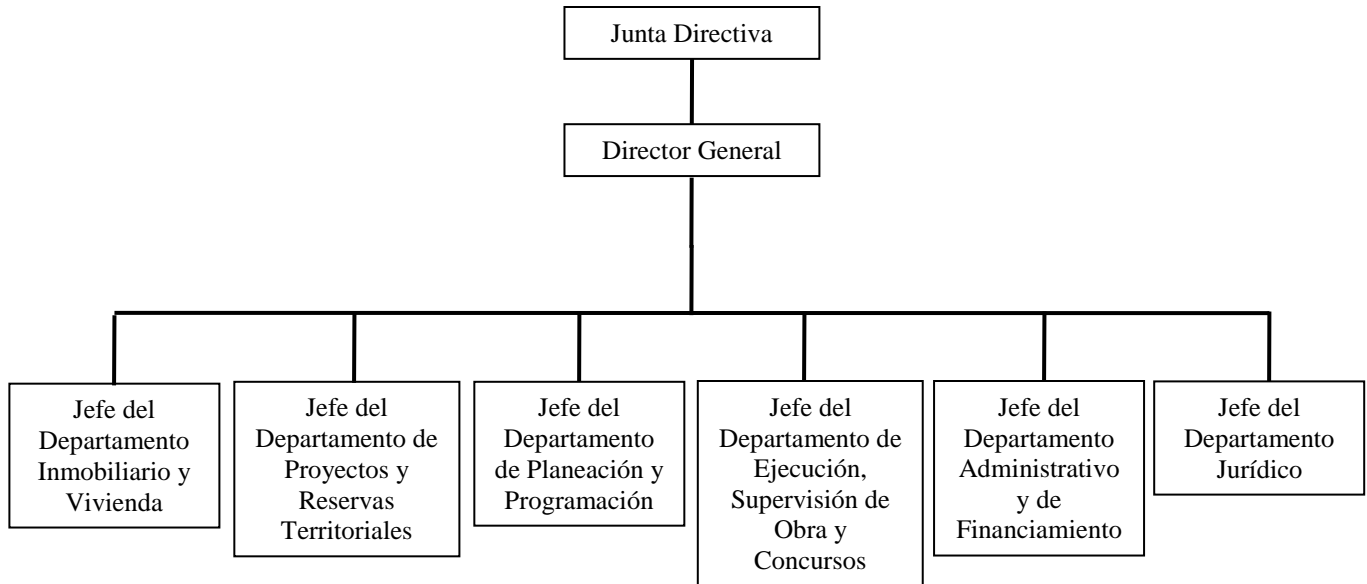 Junta Directiva
Director General
Jefe del
Departamento
Inmobiliario y
Vivienda
Jefe del
Departamento de
Proyectos y
Reservas
Territoriales
Jefe del
Departamento
de Planeación y
Programación
Jefe del
Departamento de
Ejecución,
Supervisión de
Obra y
Concursos
Jefe del
Departamento
Administrativo
y de
Financiamiento
Jefe del
Departamento
Jurídico